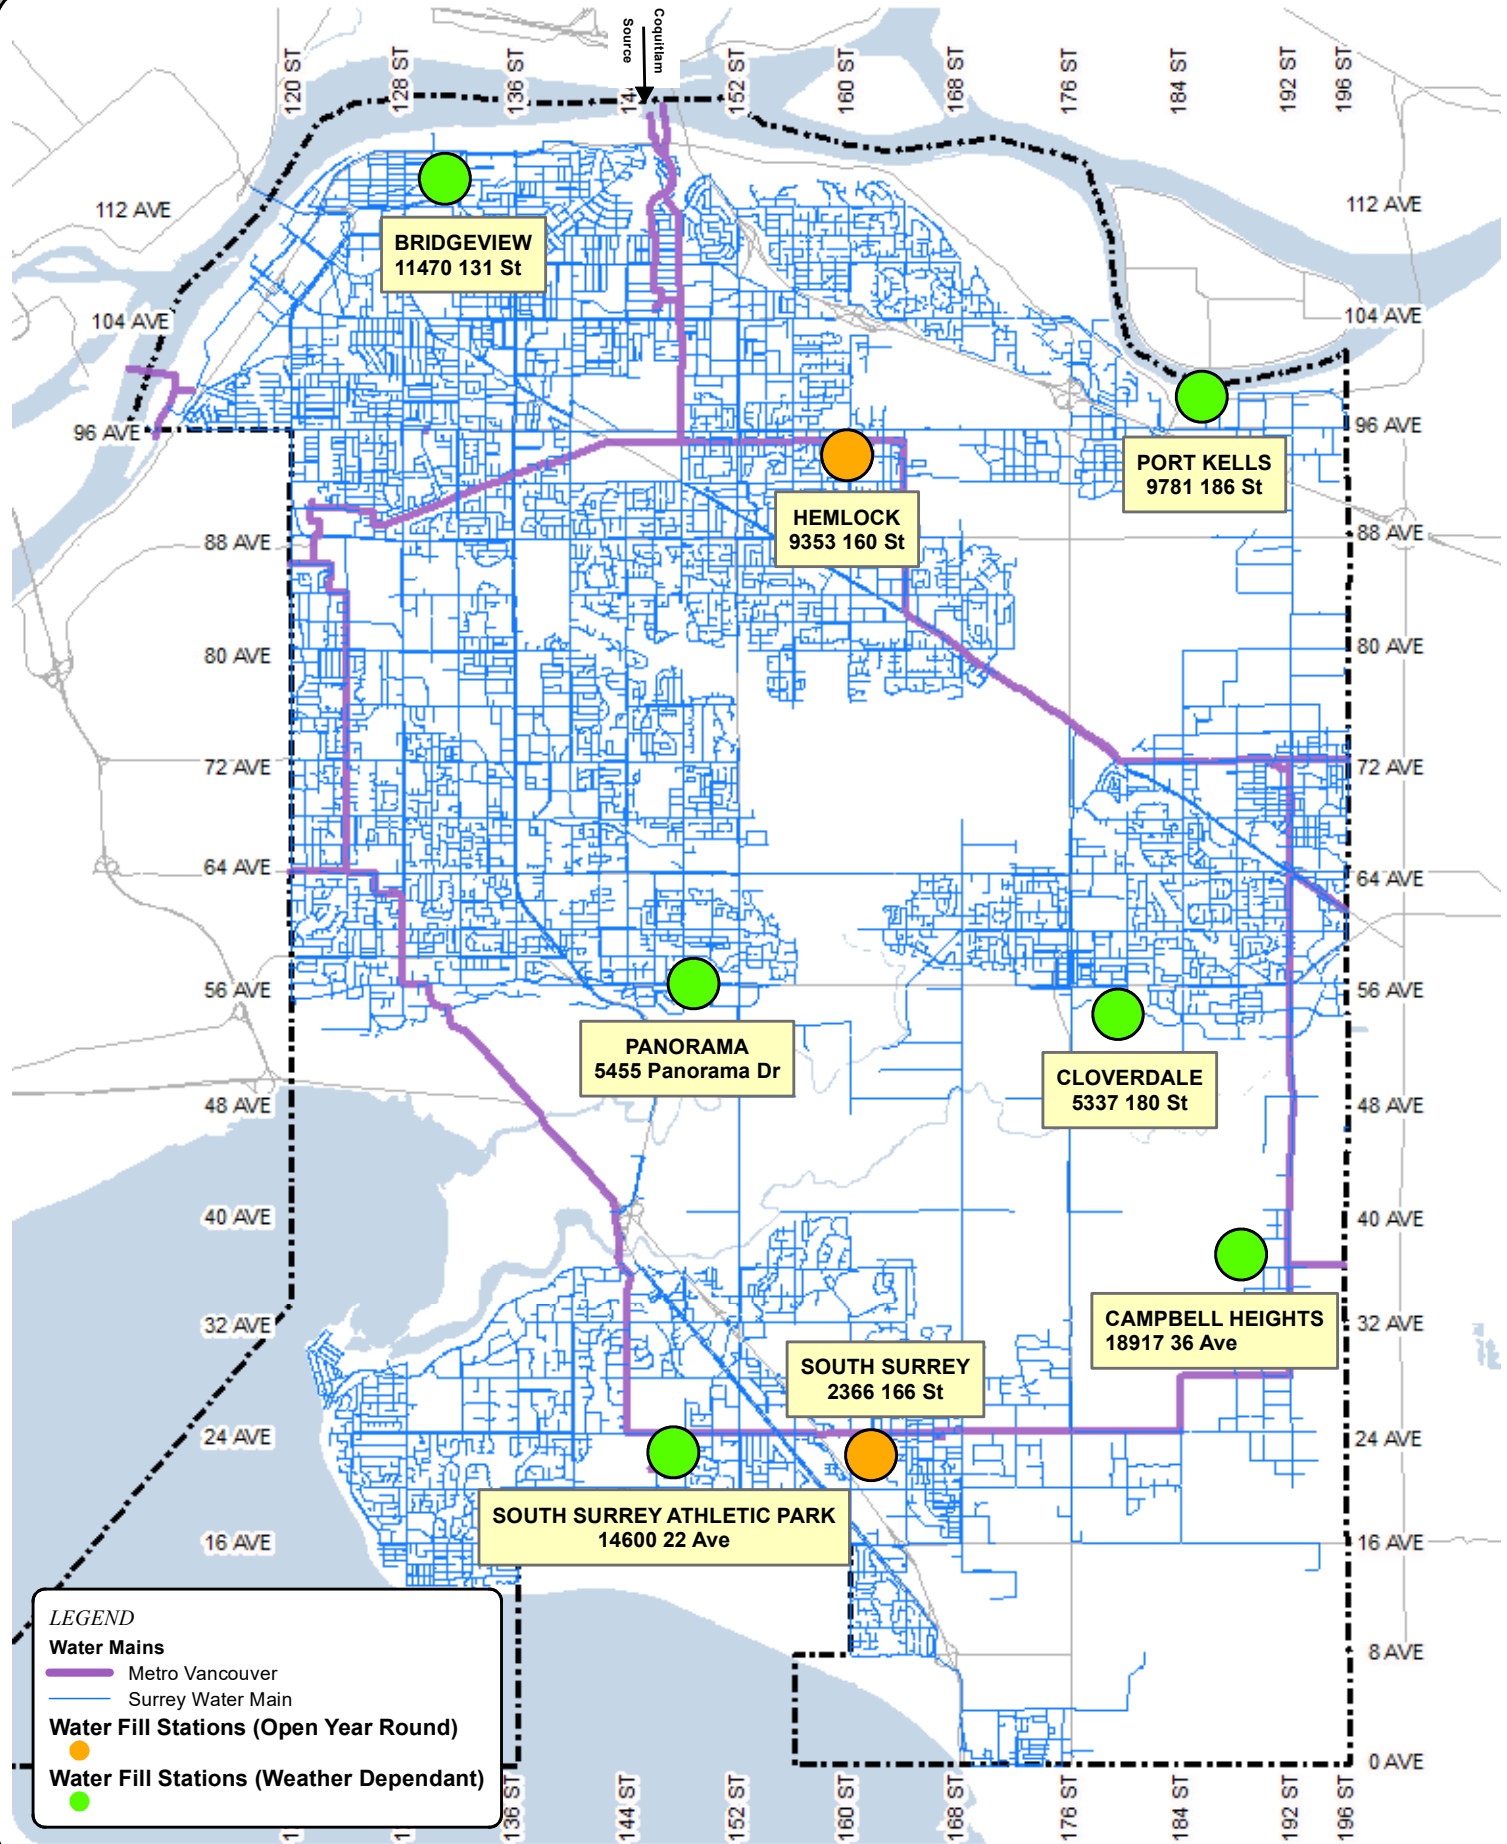 Coquitlam
Source
120 ST
128 ST
136 ST
14
152 ST
160 ST
168 ST
176 ST
184 ST
192 ST
196 ST
112 AVE
112 AVE
BRIDGEVIEW
11470 131 St
104 AVE
104 AVE
96 AVE
96 AVE
PORT KELLS
9781 186 St
HEMLOCK
9353 160 St
88 AVE
88 AVE
80 AVE
80 AVE
72 AVE
72 AVE
64 AVE
64 AVE
56 AVE
56 AVE
PANORAMA
5455 Panorama Dr
CLOVERDALE
5337 180 St
48 AVE
48 AVE
40 AVE
40 AVE
CAMPBELL HEIGHTS
18917 36 Ave
32 AVE
32 AVE
SOUTH SURREY
2366 166 St
24 AVE
24 AVE
SOUTH SURREY ATHLETIC PARK
14600 22 Ave
16 AVE
16 AVE
LEGEND
Water Mains
Metro Vancouver
Surrey Water Main
Water Fill Stations (Open Year Round)
Water Fill Stations (Weather Dependant)
8 AVE
0 AVE
136 ST
144 ST
152 ST
160 ST
168 ST
176 ST
184 ST
192 ST
196 ST